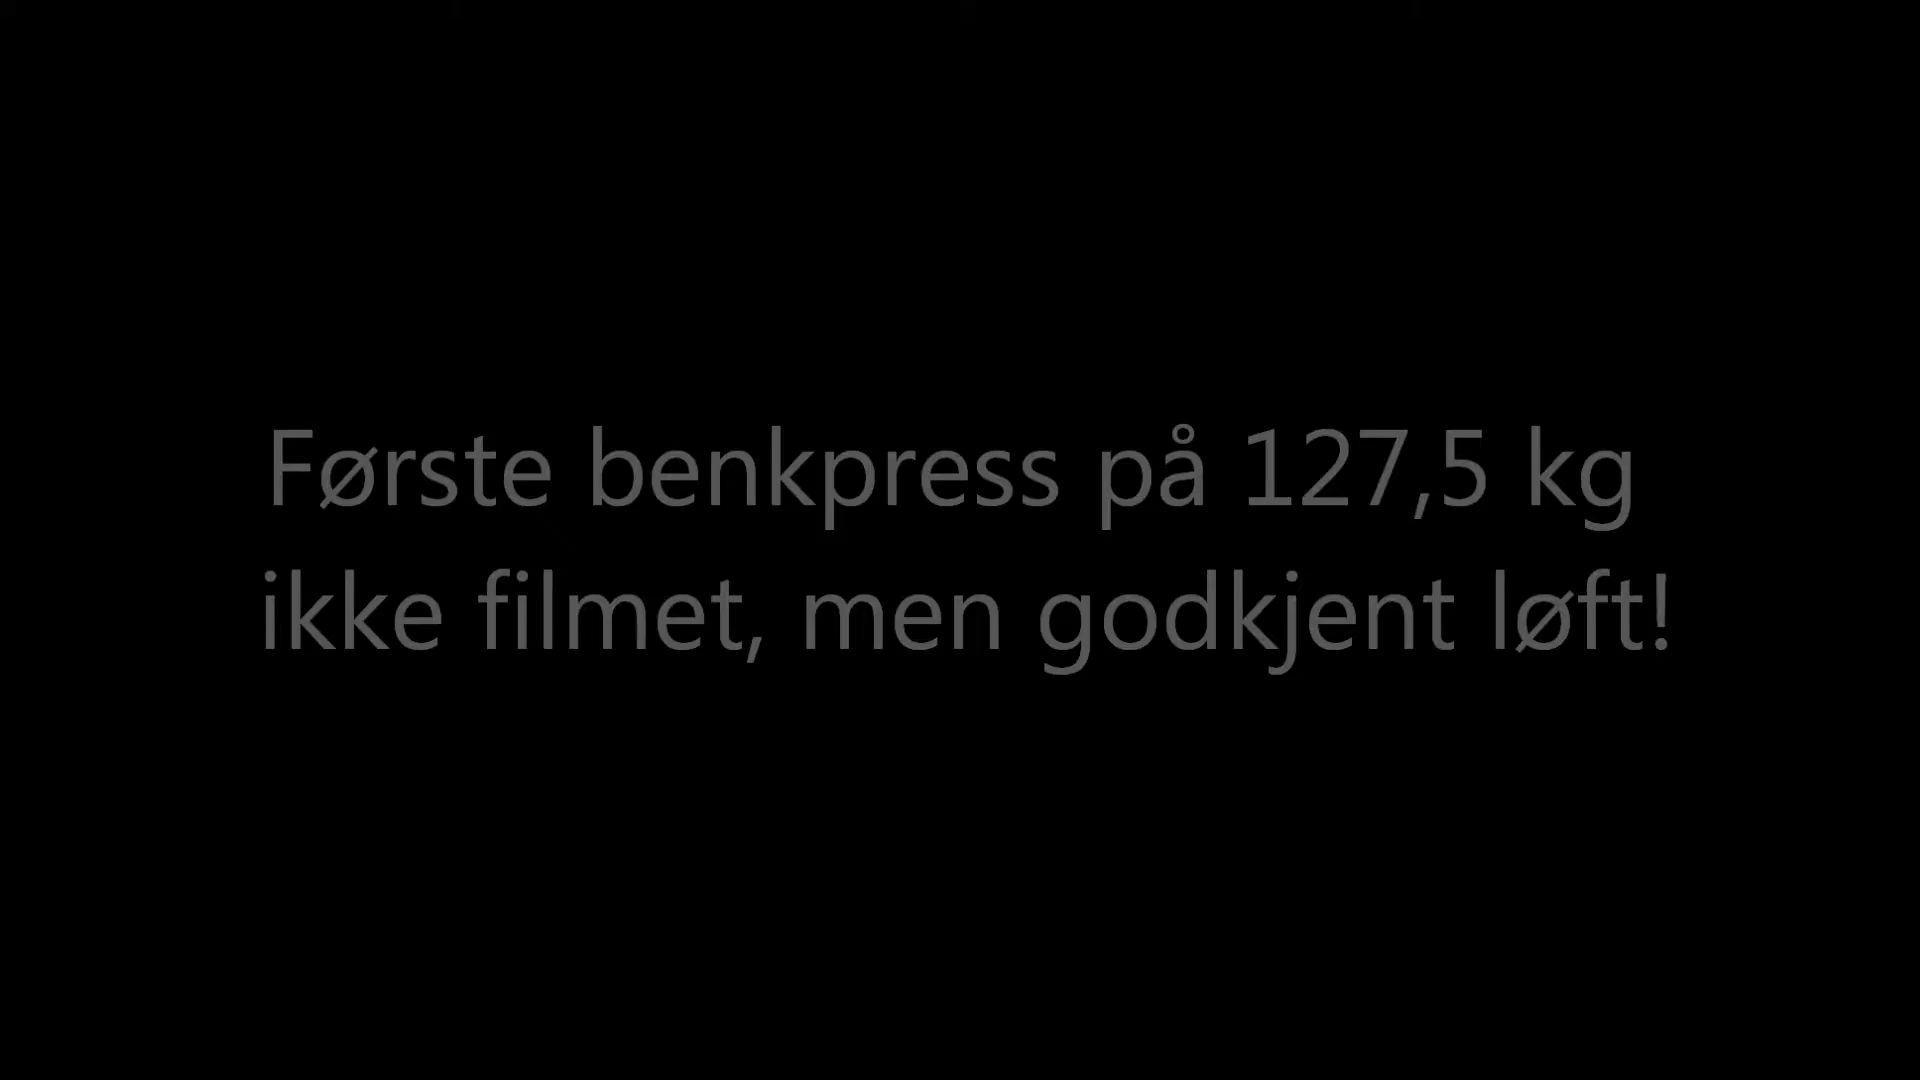 Første benkpress på 127,5 kg
ikke filmet, men godkjent løft!